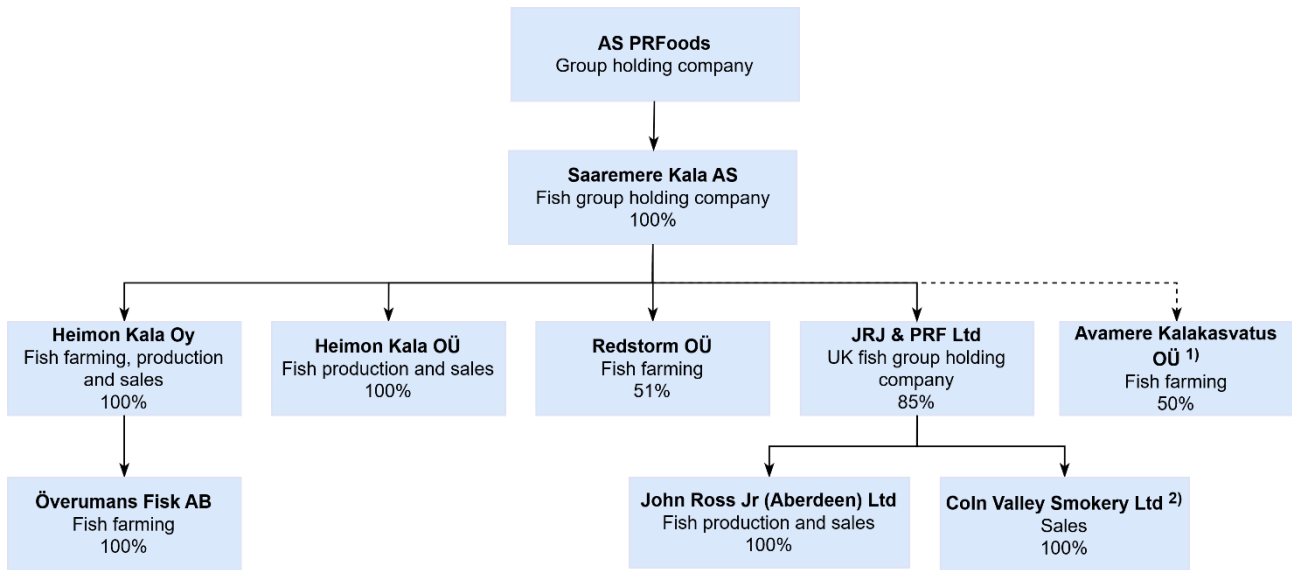 AS PRFoods
Group holding company
Saaremere Kala AS
Fish group holding company
100%
Heimon Kala Oy
Fish farming, production
and sales
100%
Heimon Kala OÜ
Fish production and sales
100%
Redstorm OÜ
Fish farming
51%
JRJ & PRF Ltd
UK fish group holding
company
85%
Avamere Kalakasvatus
OÜ 1)
Fish farming
50%
Överumans Fisk AB
Fish farming
100%
John Ross Jr (Aberdeen) Ltd
Fish production and sales
100%
Coln Valley Smokery Ltd 2)
Sales
100%